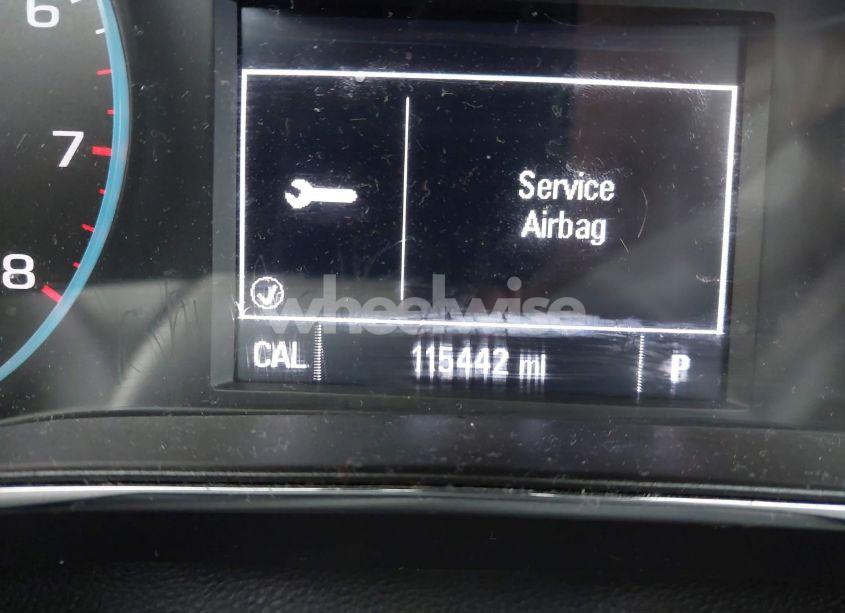 6
7
8
Service
Airbag
wheelwise
CAL 115442 mi P